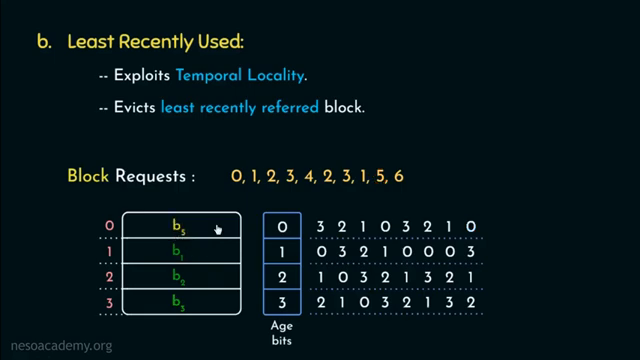 b. Least Recently Used:
-- Exploits Temporal Locality.
-- Evicts least recently referred block.
Block Requests : 0, 1, 2, 3, 4, 2, 3, 1, 5, 6
0 b₅ 0 3 2 1 0 3 2 1 0
1 b₁ 1 0 3 2 1 0 0 0 3
2 b₂ 2 1 0 3 2 1 3 2 1
3 b₃ 3 2 1 0 3 2 1 3 2
Age
bits
nesoacademy.org